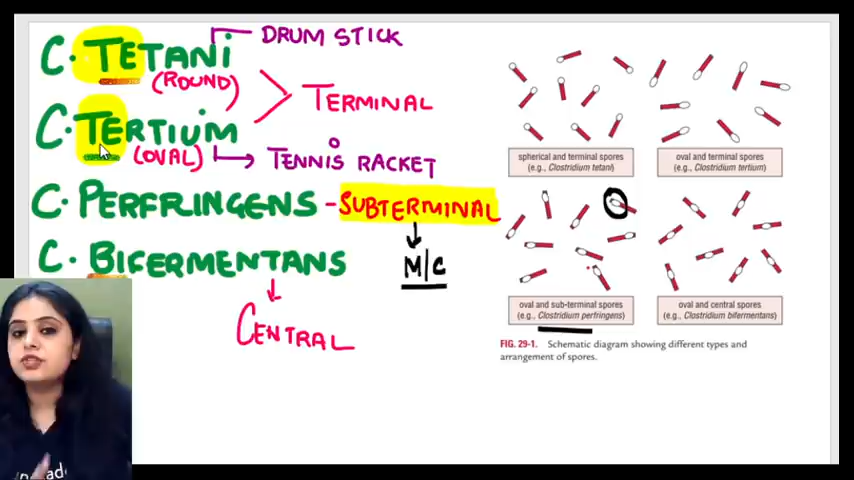 C. TETANI
DRUM STICK
(ROUND)
TERMINAL
C. TERTIUM
(OVAL)
TENNIS RACKET
C. PERFRINGENS - SUBTERMINAL
M/C
C. BIFERMENTANS
CENTRAL
spherical and terminal spores
(e.g., Clostridium tetani)
oval and terminal spores
(e.g., Clostridium tertium)
oval and sub-terminal spores
(e.g., Clostridium perfringens)
oval and central spores
(e.g., Clostridium bifermentans)
FIG. 29-1. Schematic diagram showing different types and
arrangement of spores.